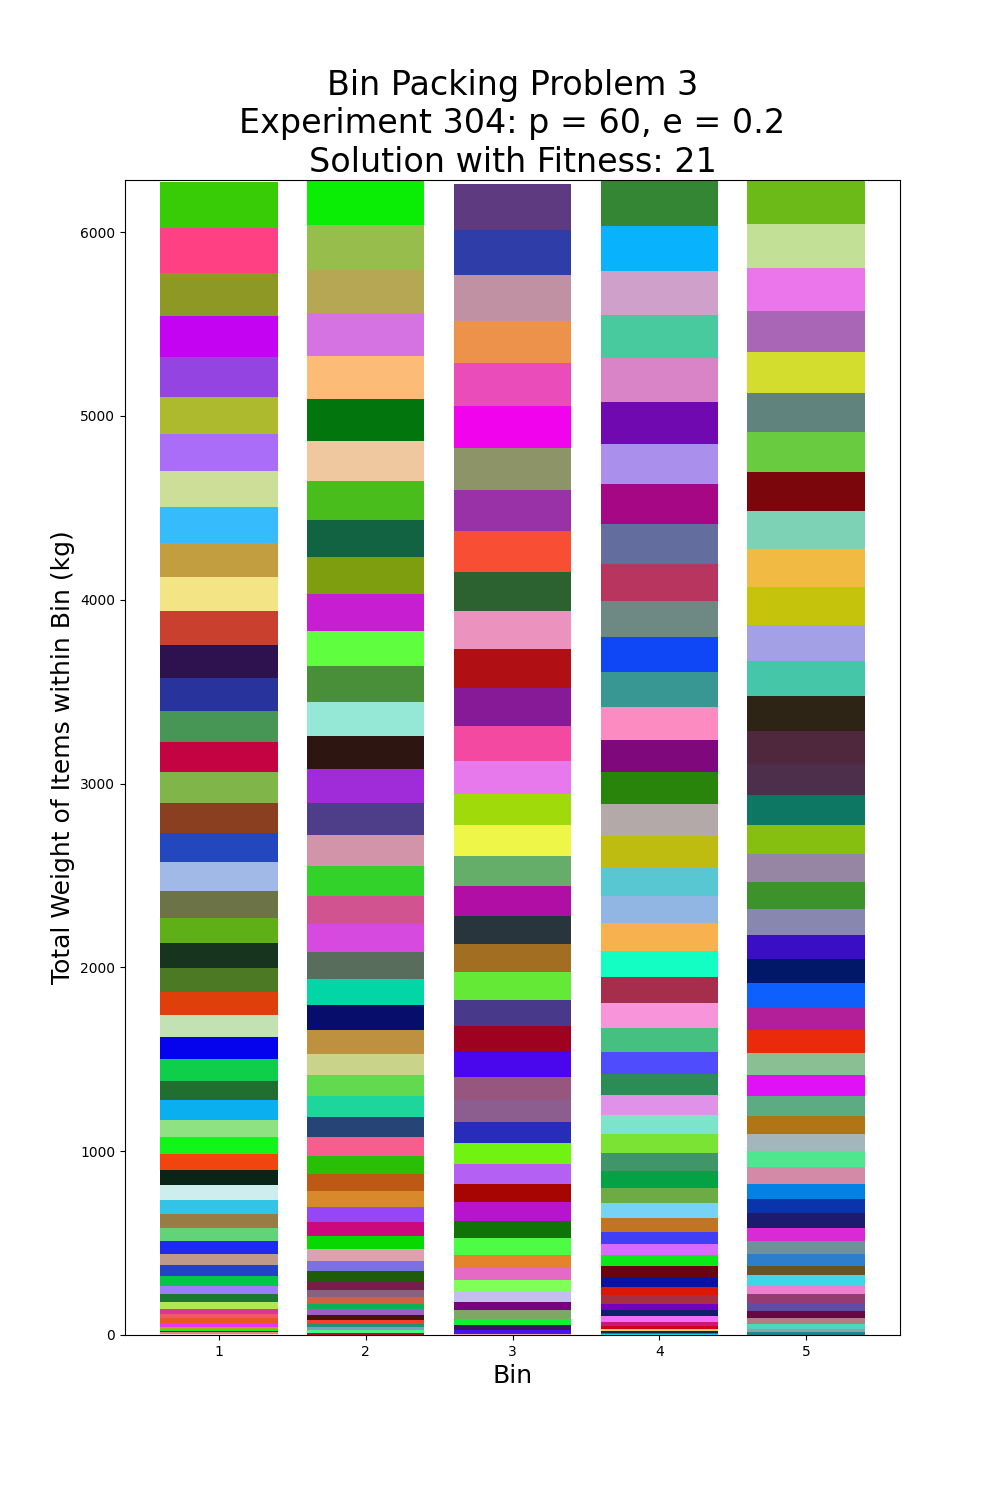 Bin Packing Problem 3
Experiment 304: p = 60, e = 0.2
Solution with Fitness: 21
Total Weight of Items within Bin (kg)
6000
5000
4000
3000
2000
1000
0
1 2 3 4 5
Bin